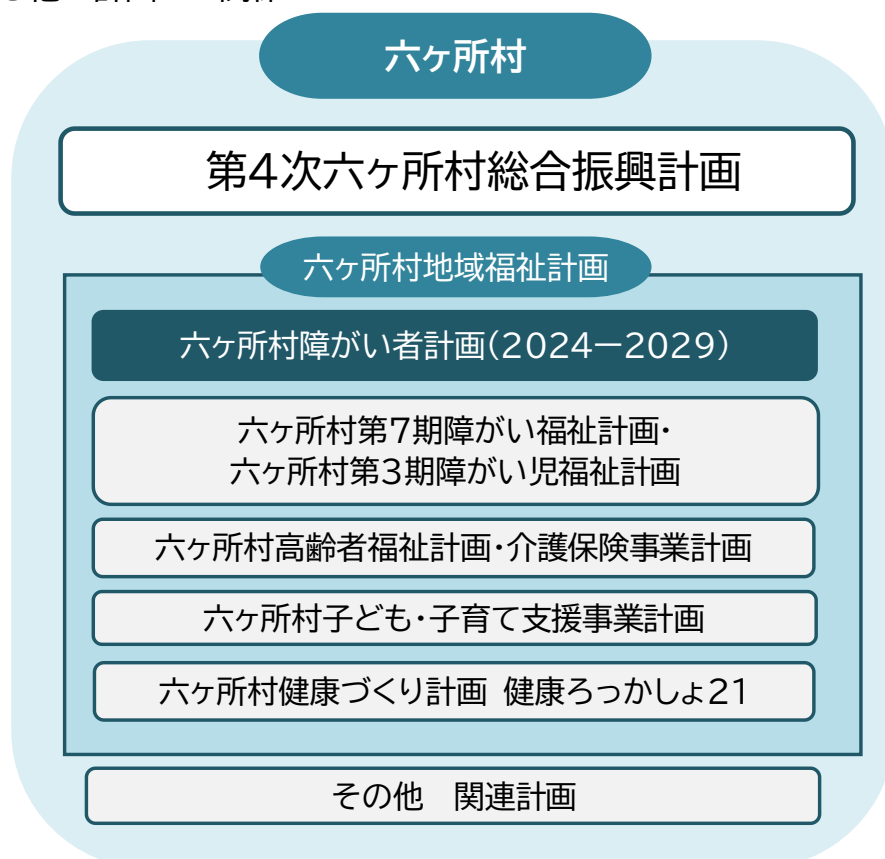 六ヶ所村
第4次六ヶ所村総合振興計画
六ヶ所村地域福祉計画
六ヶ所村障がい者計画(2024ー2029)
六ヶ所村第7期障がい福祉計画・
六ヶ所村第3期障がい児福祉計画
六ヶ所村高齢者福祉計画・介護保険事業計画
六ヶ所村子ども・子育て支援事業計画
六ヶ所村健康づくり計画 健康ろっかしょ21
その他　関連計画